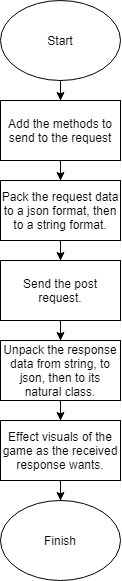 Start
Add the methods to
send to the request
Pack the request data
to a json format, then
to a string format.
Send the post
request.
Unpack the response
data from string, to
json, then to its
natural class.
Effect visuals of the
game as the received
response wants.
Finish